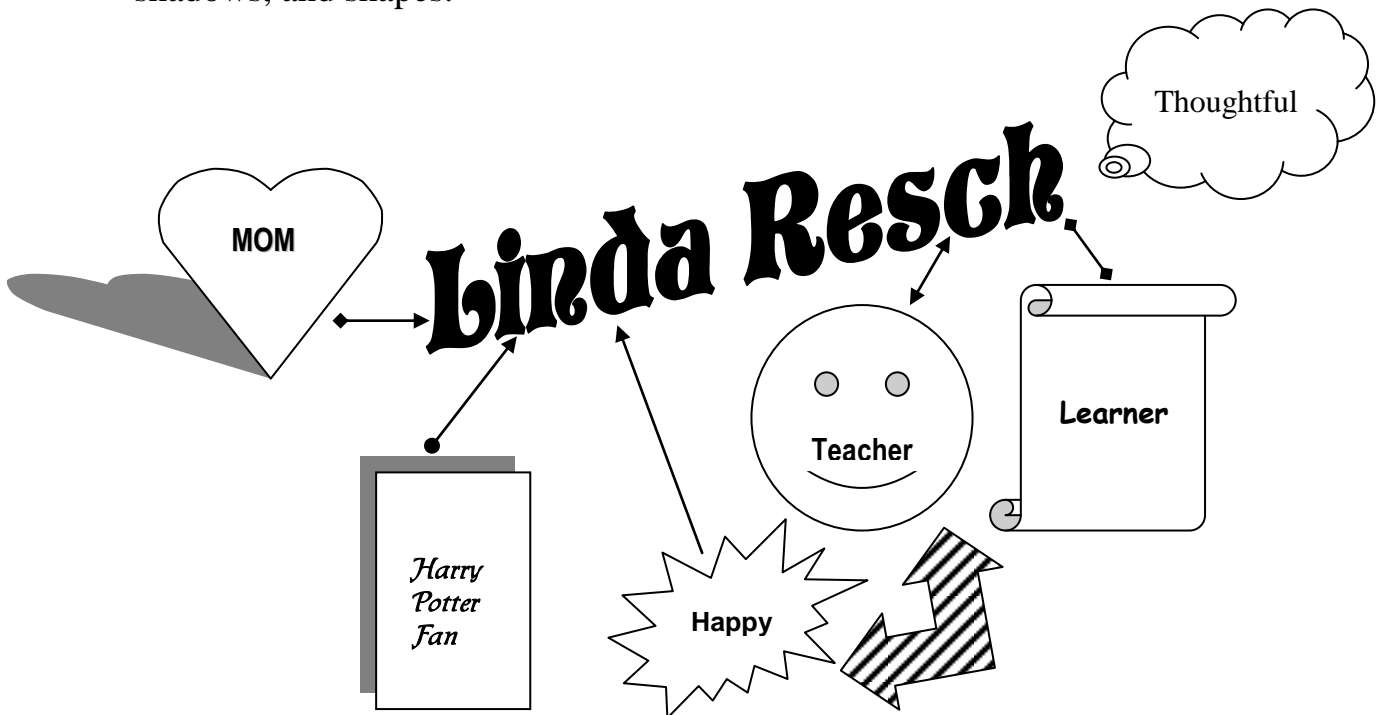 shadows, and shapes.
Thoughtful
Linda Resch
MOM
Learner
Teacher
Harry
Potter
Fan
Happy